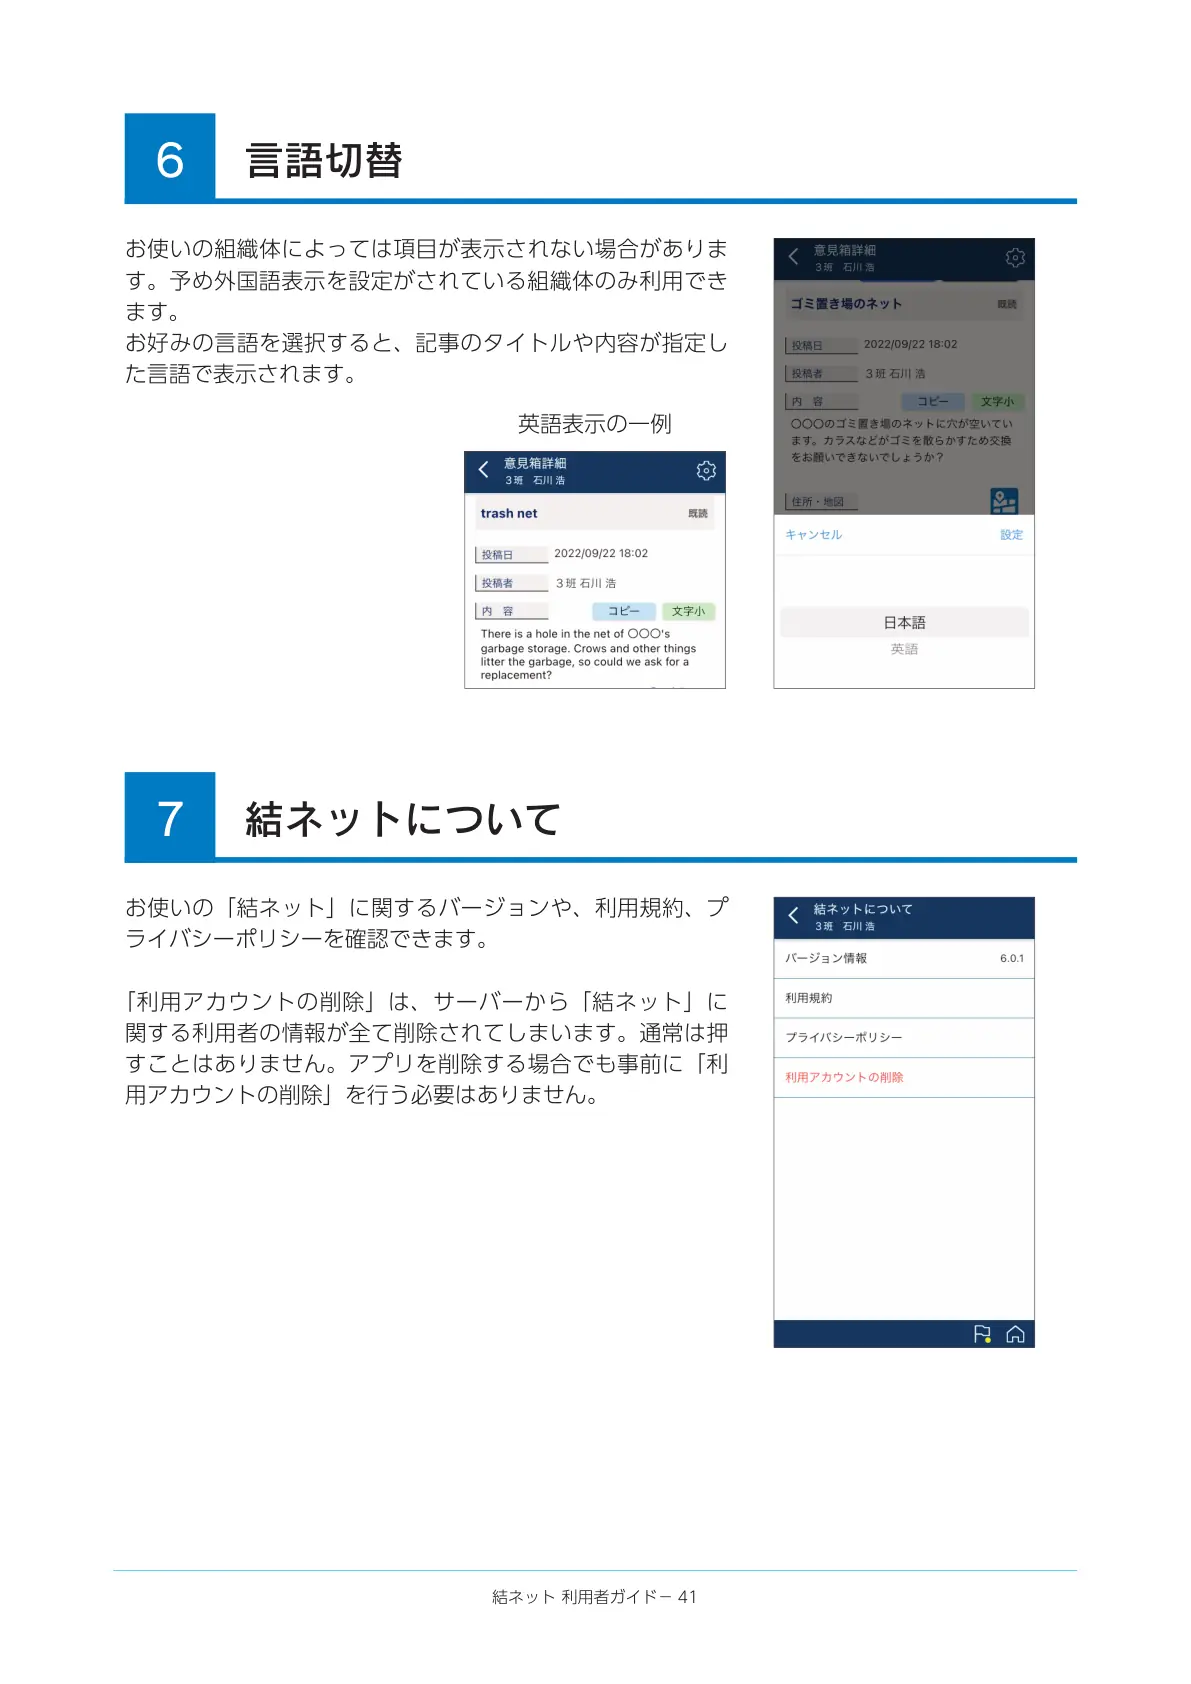 6 言語切替
お使いの組織体によっては項目が表示されない場合がありま
す。予め外国語表示を設定がされている組織体のみ利用でき
ます。
お好みの言語を選択すると、記事のタイトルや内容が指定し
た言語で表示されます。
英語表示の一例
意見箱詳細
3班 石川 浩
trash net 既読
投稿日 2022/09/22 18:02
投稿者 3班 石川 浩
内 容 コピー 文字小
There is a hole in the net of 〇〇〇's
garbage storage. Crows and other things
litter the garbage, so could we ask for a
replacement?
意見箱詳細
3班 石川 浩
ゴミ置き場のネット 既読
投稿日 2022/09/22 18:02
投稿者 3班 石川 浩
内 容 コピー 文字小
〇〇〇のゴミ置き場のネットに穴が空いてい
ます。カラスなどがゴミを散らかすため交換
をお願いできないでしょうか？
住所・地図
キャンセル 設定
日本語
英語
7 結ネットについて
お使いの「結ネット」に関するバージョンや、利用規約、プ
ライバシーポリシーを確認できます。
「利用アカウントの削除」は、サーバーから「結ネット」に
関する利用者の情報が全て削除されてしまいます。通常は押
すことはありません。アプリを削除する場合でも事前に「利
用アカウントの削除」を行う必要はありません。
結ネットについて
3班 石川 浩
バージョン情報 6.0.1
利用規約
プライバシーポリシー
利用アカウントの削除
結ネット 利用者ガイド－ 41